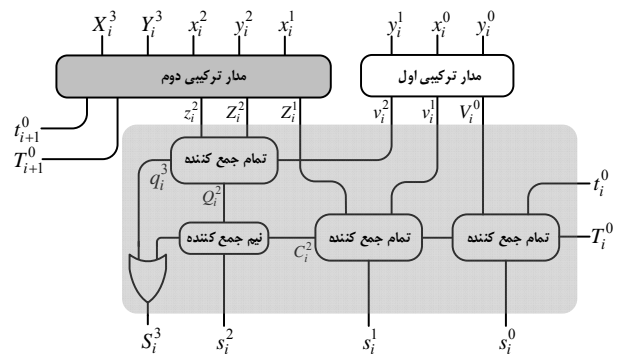 X_i^3 Y_i^3 x_i^2 y_i^2 x_i^1 y_i^1 x_i^0 y_i^0
مدار ترکیبی دوم
مدار ترکیبی اول
t_{i+1}^0
T_{i+1}^0
z_i^2 Z_i^2 Z_i^1 v_i^2 v_i^1 V_i^0
تمام جمع کننده
q_i^3
Q_i^2
t_i^0
نیم جمع کننده
C_i^2
تمام جمع کننده
تمام جمع کننده
T_i^0
S_i^3 s_i^2 s_i^1 s_i^0